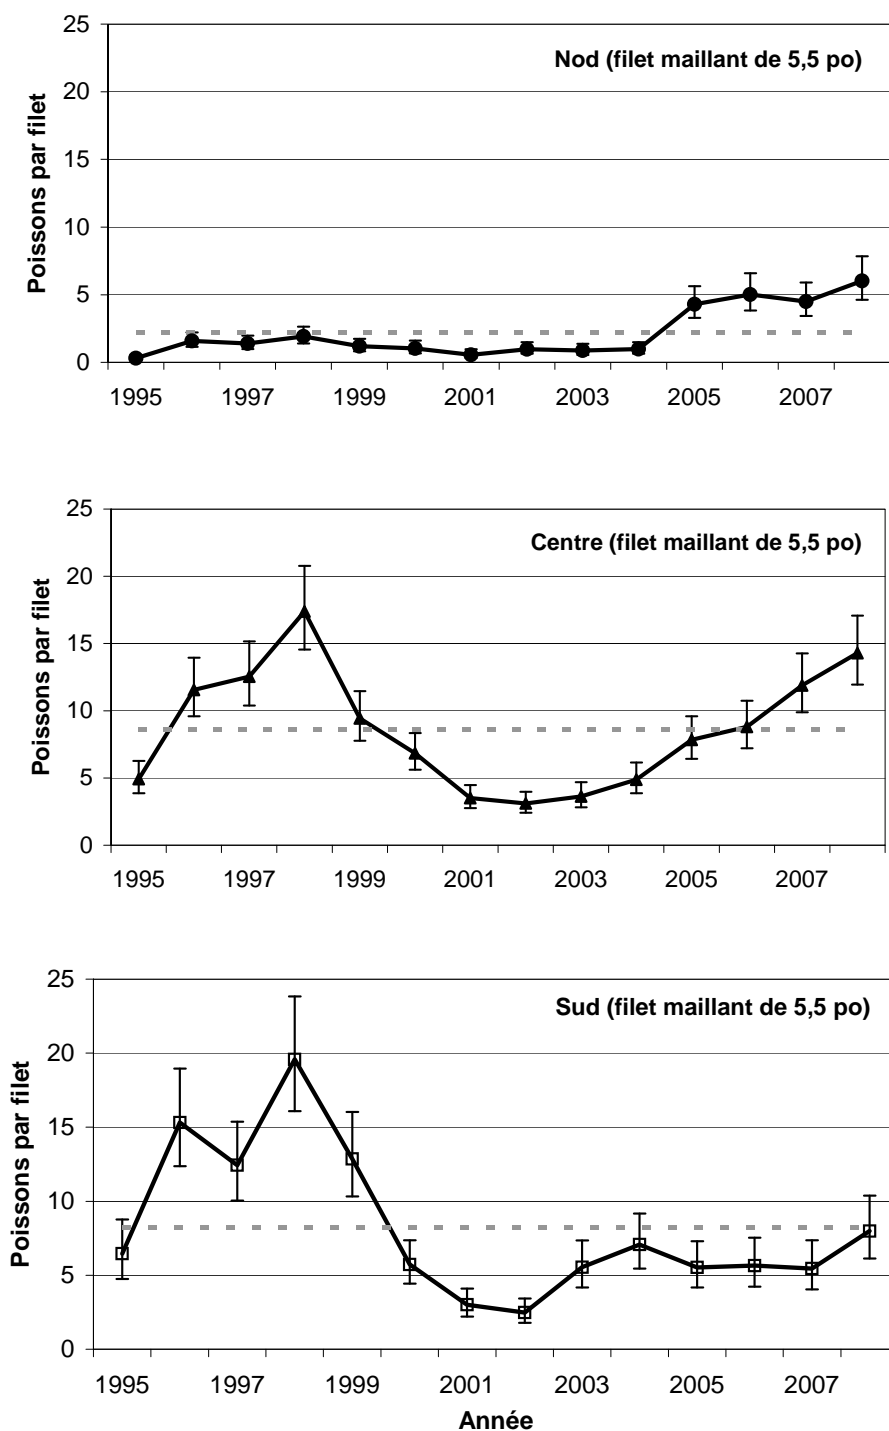 Nod (filet maillant de 5,5 po)
Poissons par filet
25
20
15
10
5
0
1995 1997 1999 2001 2003 2005 2007
Centre (filet maillant de 5,5 po)
Poissons par filet
25
20
15
10
5
0
1995 1997 1999 2001 2003 2005 2007
Sud (filet maillant de 5,5 po)
Poissons par filet
25
20
15
10
5
0
1995 1997 1999 2001 2003 2005 2007
Année